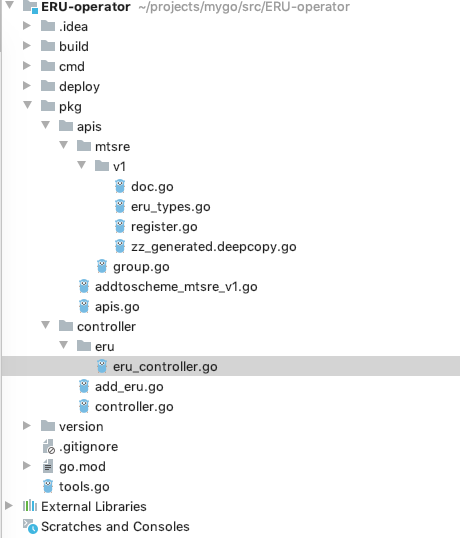 ERU-operator ~/projects/mygo/src/ERU-operator
.idea
build
cmd
deploy
pkg
apis
mtsre
v1
doc.go
eru_types.go
register.go
zz_generated.deepcopy.go
group.go
addtoscheme_mtsre_v1.go
apis.go
controller
eru
eru_controller.go
add_eru.go
controller.go
version
.gitignore
go.mod
tools.go
External Libraries
Scratches and Consoles